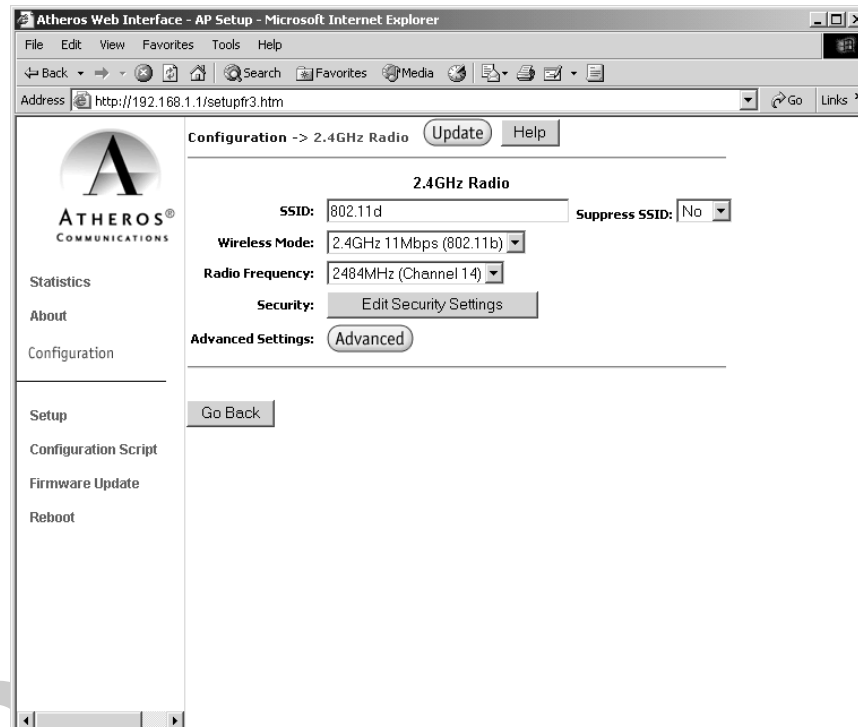 Atheros Web Interface - AP Setup - Microsoft Internet Explorer
File Edit View Favorites Tools Help
Back Search Favorites Media
Address http://192.168.1.1/setupfr3.htm Go Links
ATHEROS®
COMMUNICATIONS
Statistics
About
Configuration
Setup
Configuration Script
Firmware Update
Reboot
Configuration -> 2.4GHz Radio Update Help
2.4GHz Radio
SSID: 802.11d Suppress SSID: No
Wireless Mode: 2.4GHz 11Mbps (802.11b)
Radio Frequency: 2484MHz (Channel 14)
Security: Edit Security Settings
Advanced Settings: Advanced
Go Back